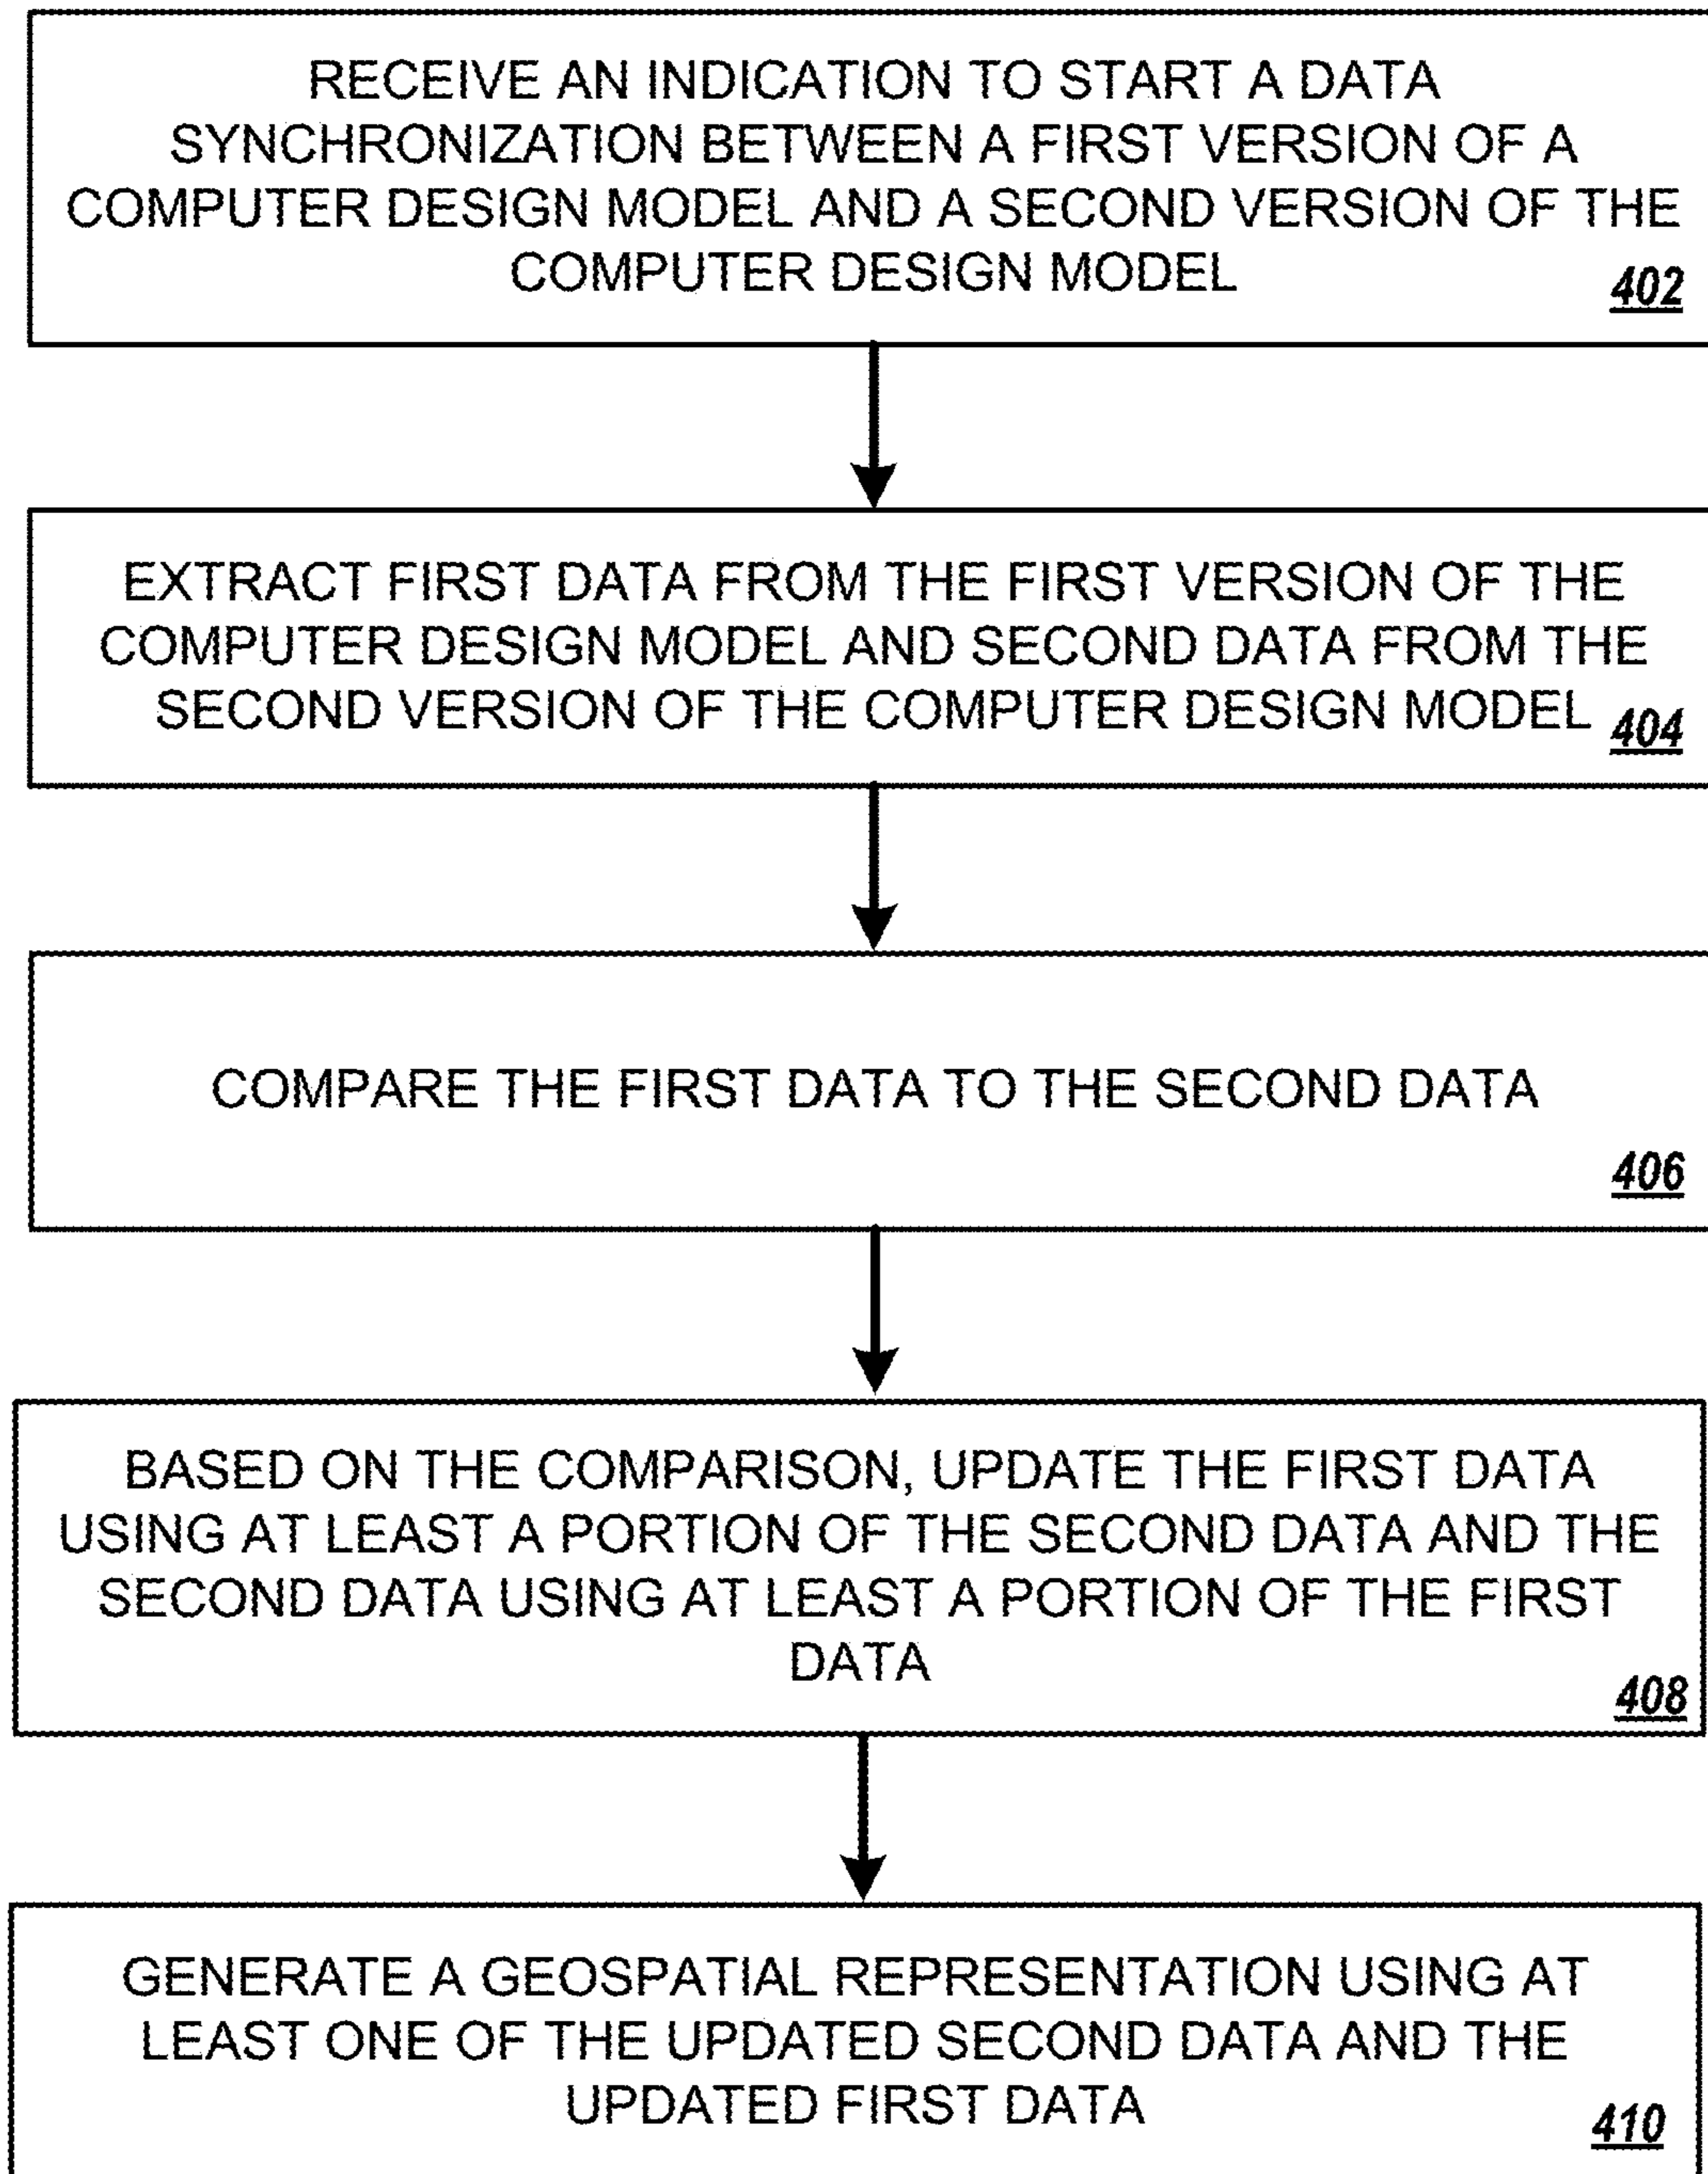 RECEIVE AN INDICATION TO START A DATA
SYNCHRONIZATION BETWEEN A FIRST VERSION OF A
COMPUTER DESIGN MODEL AND A SECOND VERSION OF THE
COMPUTER DESIGN MODEL
402
EXTRACT FIRST DATA FROM THE FIRST VERSION OF THE
COMPUTER DESIGN MODEL AND SECOND DATA FROM THE
SECOND VERSION OF THE COMPUTER DESIGN MODEL
404
COMPARE THE FIRST DATA TO THE SECOND DATA
406
BASED ON THE COMPARISON, UPDATE THE FIRST DATA
USING AT LEAST A PORTION OF THE SECOND DATA AND THE
SECOND DATA USING AT LEAST A PORTION OF THE FIRST
DATA
408
GENERATE A GEOSPATIAL REPRESENTATION USING AT
LEAST ONE OF THE UPDATED SECOND DATA AND THE
UPDATED FIRST DATA
410